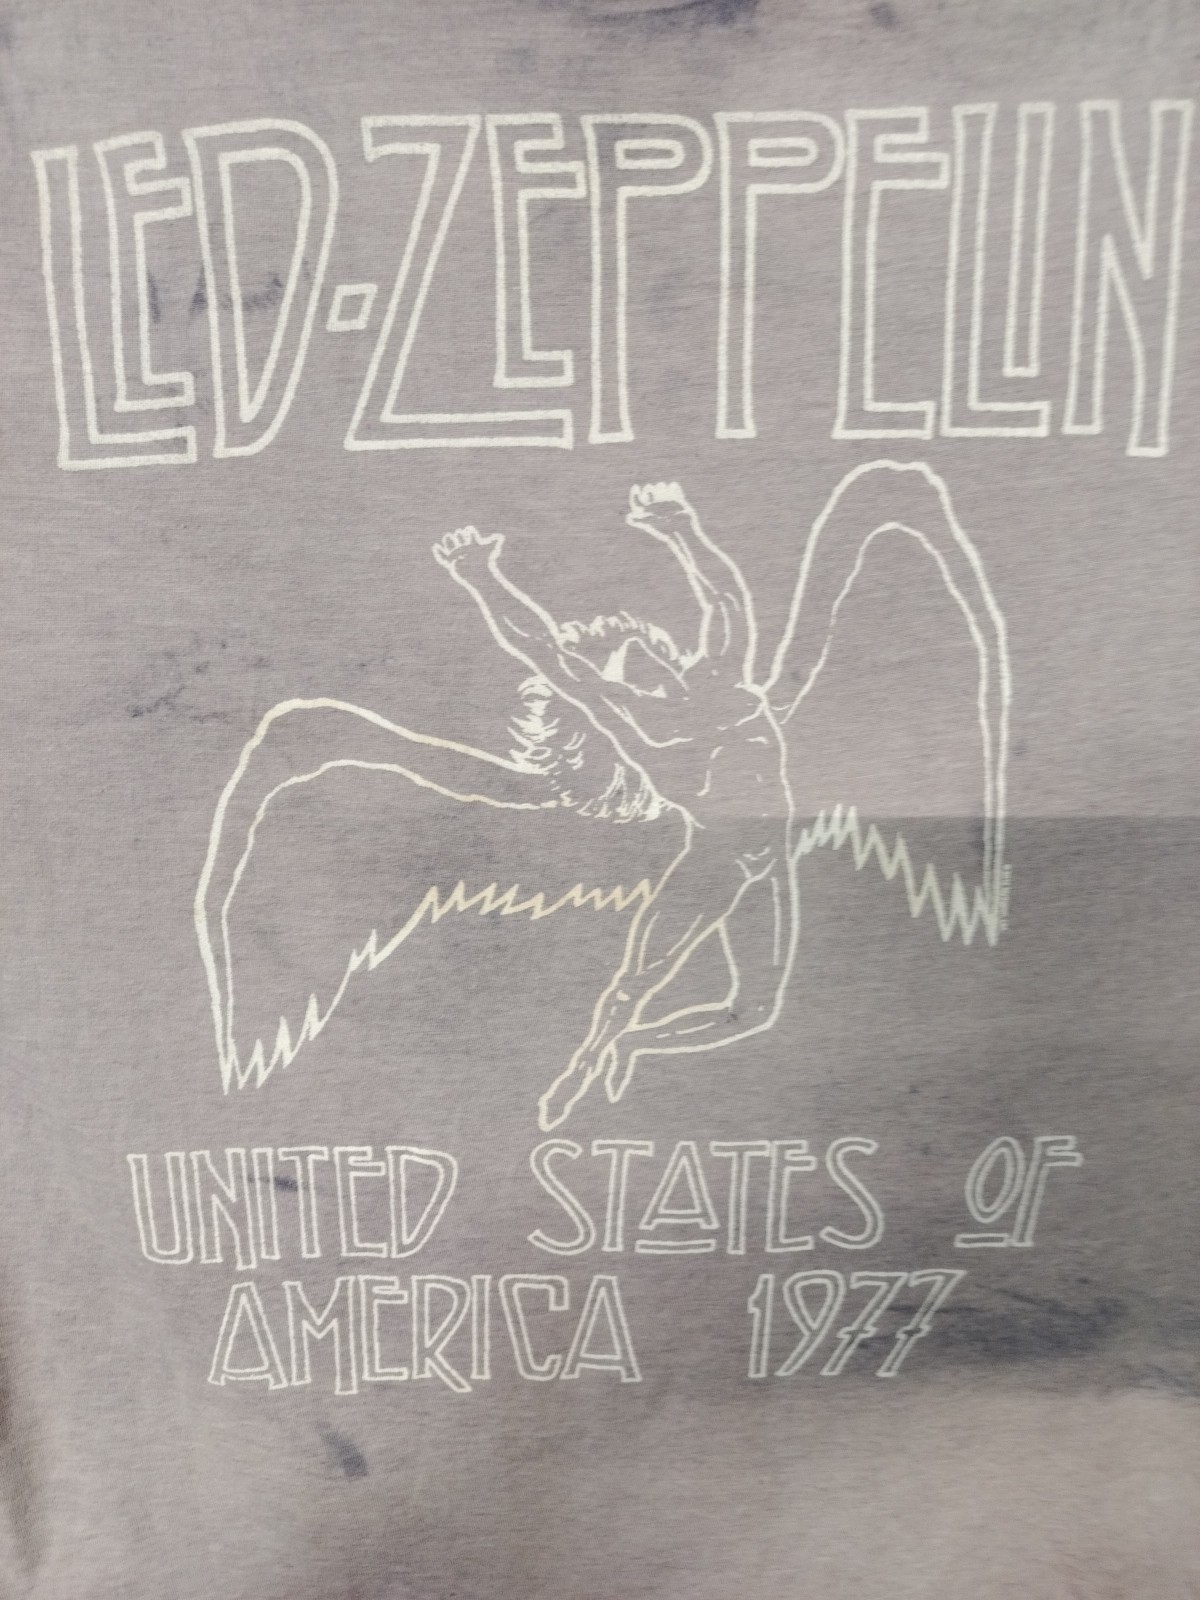 LED-ZEPPELIN
UNITED STATES OF
AMERICA 1977